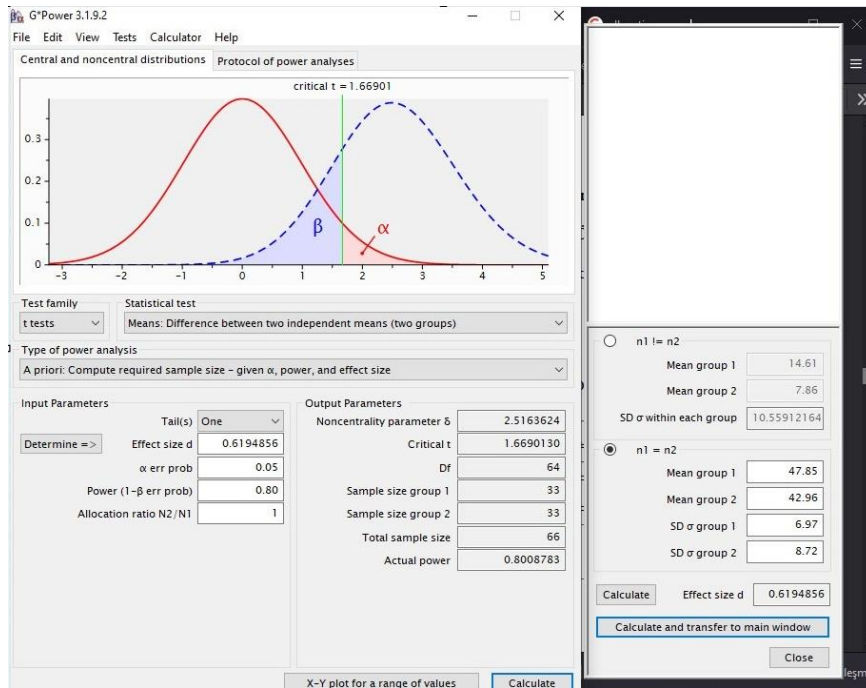 G*Power 3.1.9.2
File Edit View Tests Calculator Help
Central and noncentral distributions Protocol of power analyses
critical t = 1.66901
0.3
0.2
0.1
0
β
α
-3 -2 -1 0 1 2 3 4 5
Test family Statistical test
t tests Means: Difference between two independent means (two groups)
Type of power analysis
A priori: Compute required sample size – given α, power, and effect size
Input Parameters
Tail(s) One
Determine => Effect size d 0.6194856
α err prob 0.05
Power (1-β err prob) 0.80
Allocation ratio N2/N1 1
Output Parameters
Noncentrality parameter δ 2.5163624
Critical t 1.6690130
Df 64
Sample size group 1 33
Sample size group 2 33
Total sample size 66
Actual power 0.8008783
X-Y plot for a range of values Calculate
n1 != n2
Mean group 1 14.61
Mean group 2 7.86
SD σ within each group 10.55912164
n1 = n2
Mean group 1 47.85
Mean group 2 42.96
SD σ group 1 6.97
SD σ group 2 8.72
Calculate Effect size d 0.6194856
Calculate and transfer to main window
Close